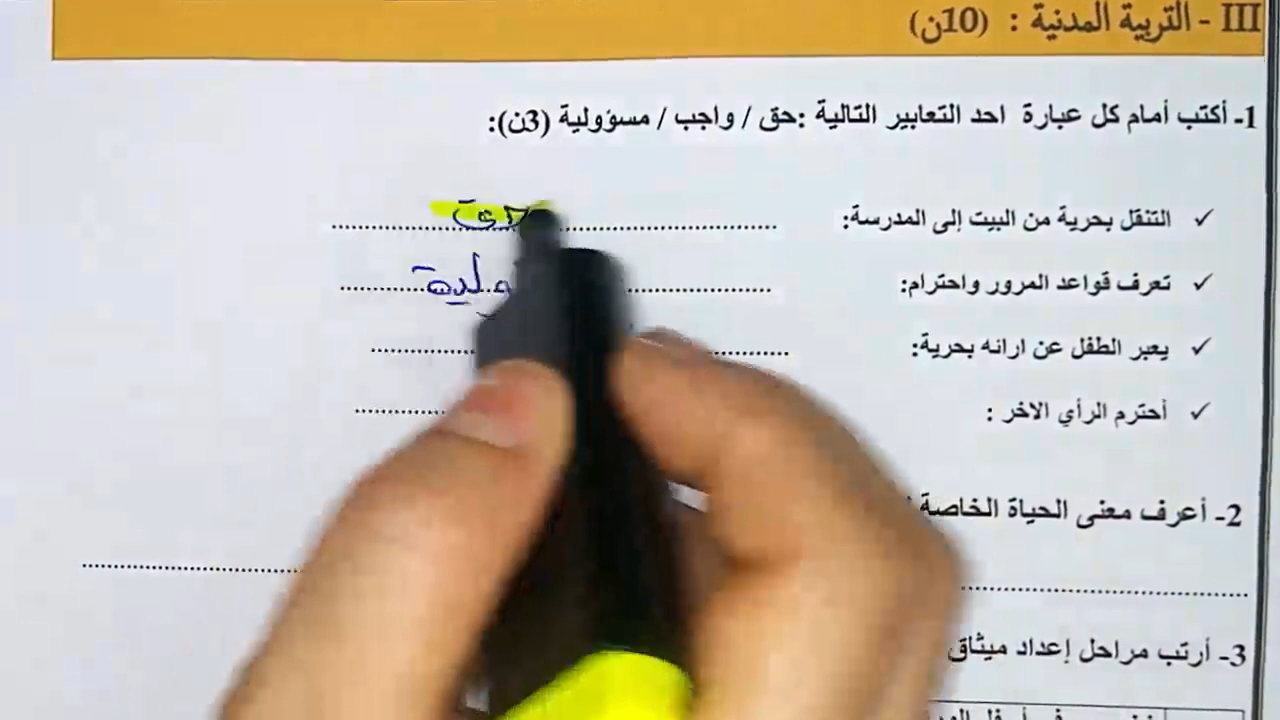 III - التربية المدنية : (10ن)
1- أكتب أمام كل عبارة احد التعابير التالية :حق / واجب / مسؤولية (3ن):
✓ التنقل بحرية من البيت إلى المدرسة: حق
✓ تعرف قواعد المرور واحترام:
✓ يعبر الطفل عن ارائه بحرية:
✓ أحترم الرأي الاخر :
2- أعرف معنى الحياة الخاصة
3- أرتب مراحل إعداد ميثاق